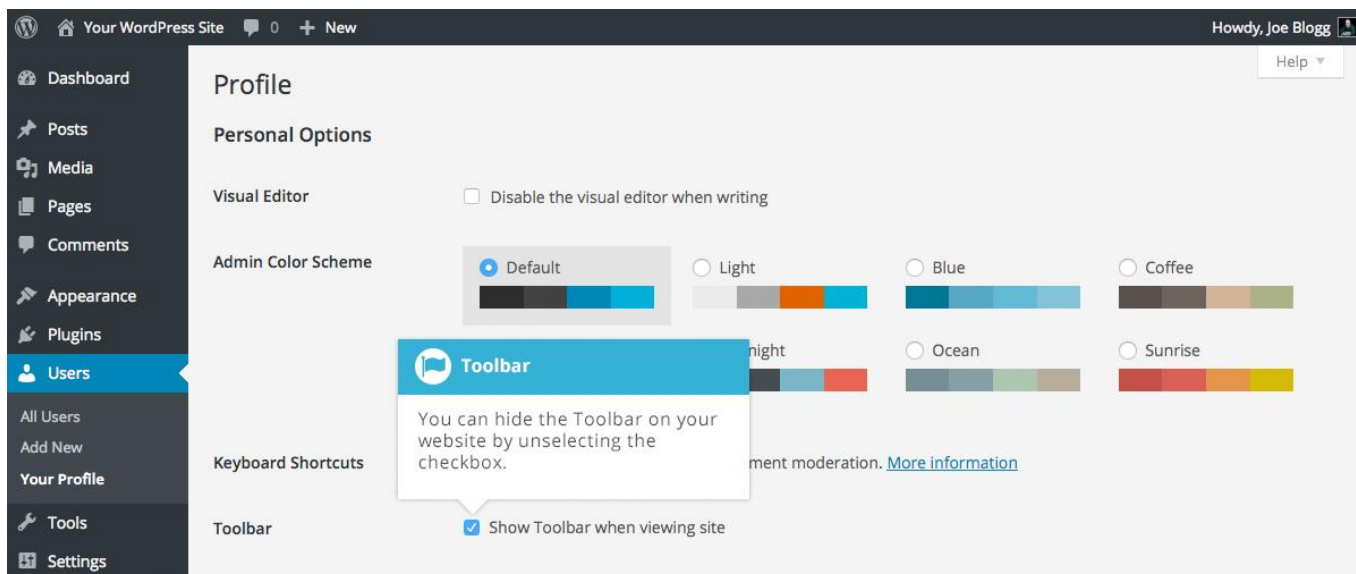 Your WordPress Site 0 + New Howdy, Joe Blogg
Help
Dashboard
Posts
Media
Pages
Comments
Appearance
Plugins
Users
All Users
Add New
Your Profile
Tools
Settings
Profile
Personal Options
Visual Editor Disable the visual editor when writing
Admin Color Scheme
Default Light Blue Coffee
night Ocean Sunrise
Toolbar
You can hide the Toolbar on your
website by unselecting the
checkbox.
Keyboard Shortcuts ment moderation. More information
Toolbar Show Toolbar when viewing site